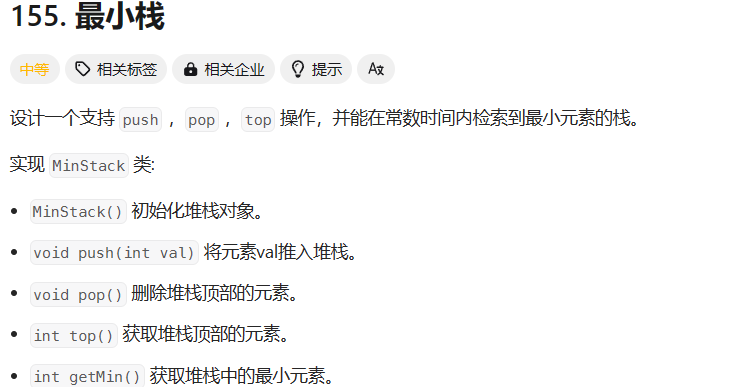 155. 最小栈
中等 相关标签 相关企业 提示 Aあ
设计一个支持 push ，pop ，top 操作，并能在常数时间内检索到最小元素的栈。
实现 MinStack 类:
• MinStack() 初始化堆栈对象。
• void push(int val) 将元素val推入堆栈。
• void pop() 删除堆栈顶部的元素。
• int top() 获取堆栈顶部的元素。
• int getMin() 获取堆栈中的最小元素。